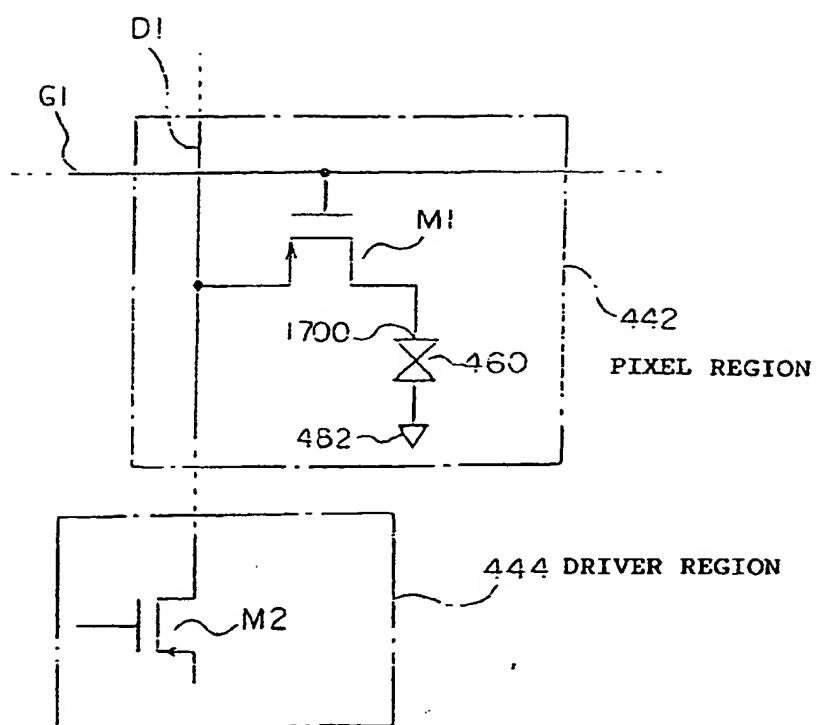 D1
G1
M1
442
PIXEL REGION
1700
460
482
444 DRIVER REGION
M2